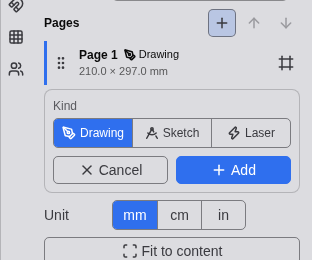 Pages
Page 1 Drawing
210.0 × 297.0 mm
Kind
Drawing Sketch Laser
Cancel Add
Unit mm cm in
Fit to content